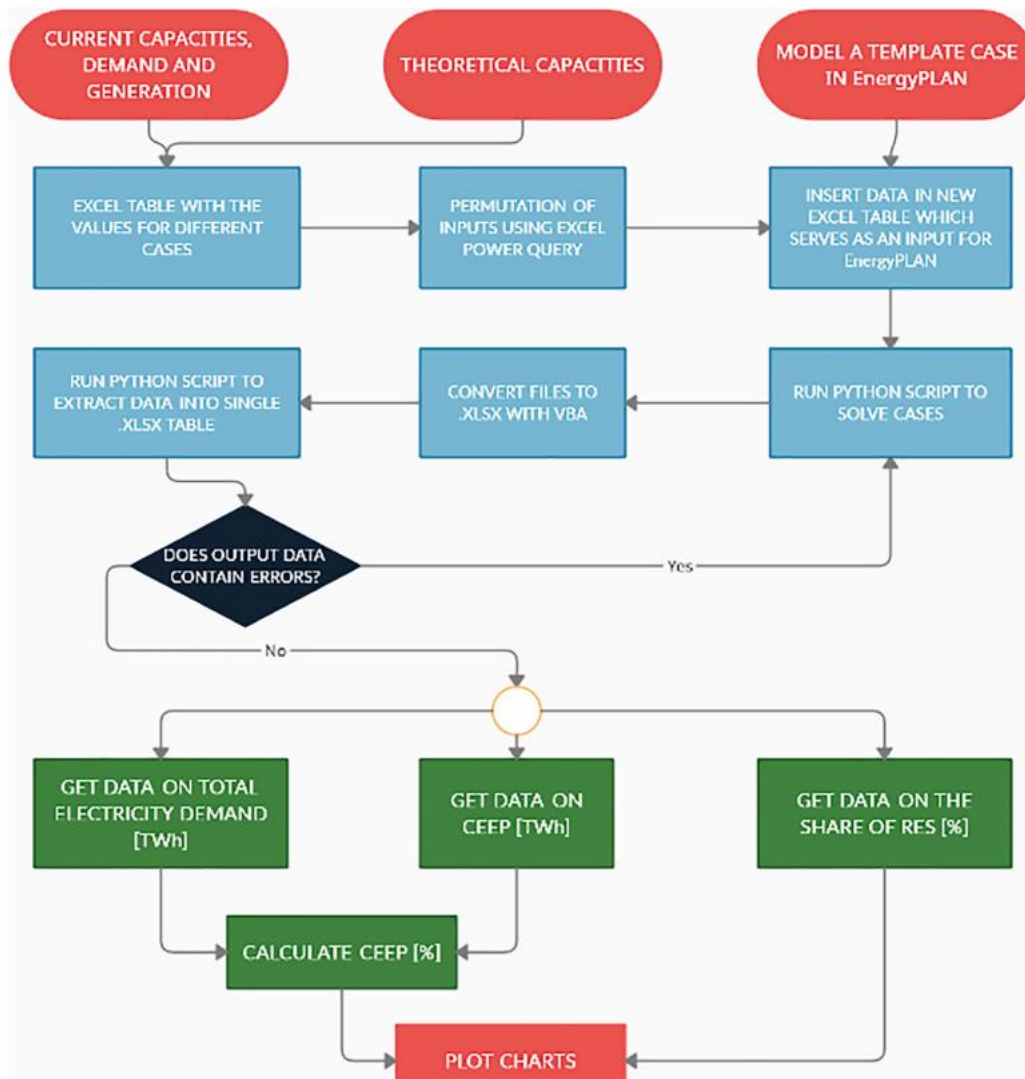 CURRENT CAPACITIES,
DEMAND AND
GENERATION
THEORETICAL CAPACITIES
MODEL A TEMPLATE CASE
IN EnergyPLAN
EXCEL TABLE WITH THE
VALUES FOR DIFFERENT
CASES
PERMUTATION OF
INPUTS USING EXCEL
POWER QUERY
INSERT DATA IN NEW
EXCEL TABLE WHICH
SERVES AS AN INPUT FOR
EnergyPLAN
RUN PYTHON SCRIPT TO
EXTRACT DATA INTO SINGLE
.XLSX TABLE
CONVERT FILES TO
.XLSX WITH VBA
RUN PYTHON SCRIPT TO
SOLVE CASES
DOES OUTPUT DATA
CONTAIN ERRORS?
Yes
No
GET DATA ON TOTAL
ELECTRICITY DEMAND
[TWh]
GET DATA ON
CEEP [TWh]
GET DATA ON THE
SHARE OF RES [%]
CALCULATE CEEP [%]
PLOT CHARTS